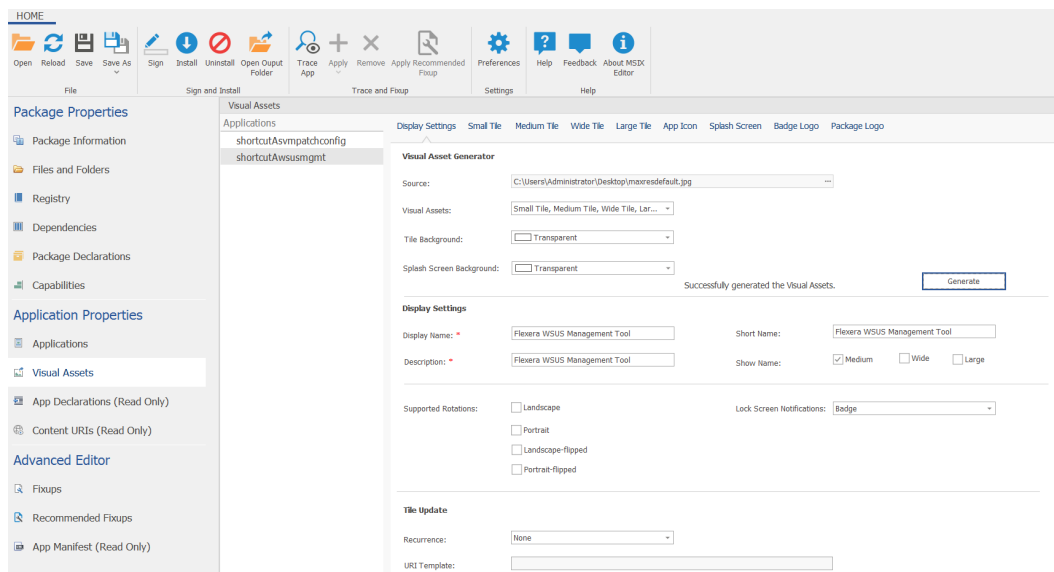 HOME
Open Reload Save Save As Sign Install Uninstall Open Ouput Folder Trace App Apply Remove Apply Recommended Fixup Preferences Help Feedback About MSIX Editor
File Sign and Install Trace and Fixup Settings Help
Package Properties
Package Information
Files and Folders
Registry
Dependencies
Package Declarations
Capabilities
Application Properties
Applications
Visual Assets
App Declarations (Read Only)
Content URIs (Read Only)
Advanced Editor
Fixups
Recommended Fixups
App Manifest (Read Only)
Visual Assets
Applications
shortcutAsvmpatchconfig
shortcutAwsusmgmt
Display Settings Small Tile Medium Tile Wide Tile Large Tile App Icon Splash Screen Badge Logo Package Logo
Visual Asset Generator
Source: C:\Users\Administrator\Desktop\maxresdefault.jpg ...
Visual Assets: Small Tile, Medium Tile, Wide Tile, Lar...
Tile Background: Transparent
Splash Screen Background: Transparent
Successfully generated the Visual Assets. Generate
Display Settings
Display Name: * Flexera WSUS Management Tool Short Name: Flexera WSUS Management Tool
Description: * Flexera WSUS Management Tool Show Name: Medium Wide Large
Supported Rotations: Landscape Lock Screen Notifications: Badge
Portrait
Landscape-flipped
Portrait-flipped
Tile Update
Recurrence: None
URI Template: